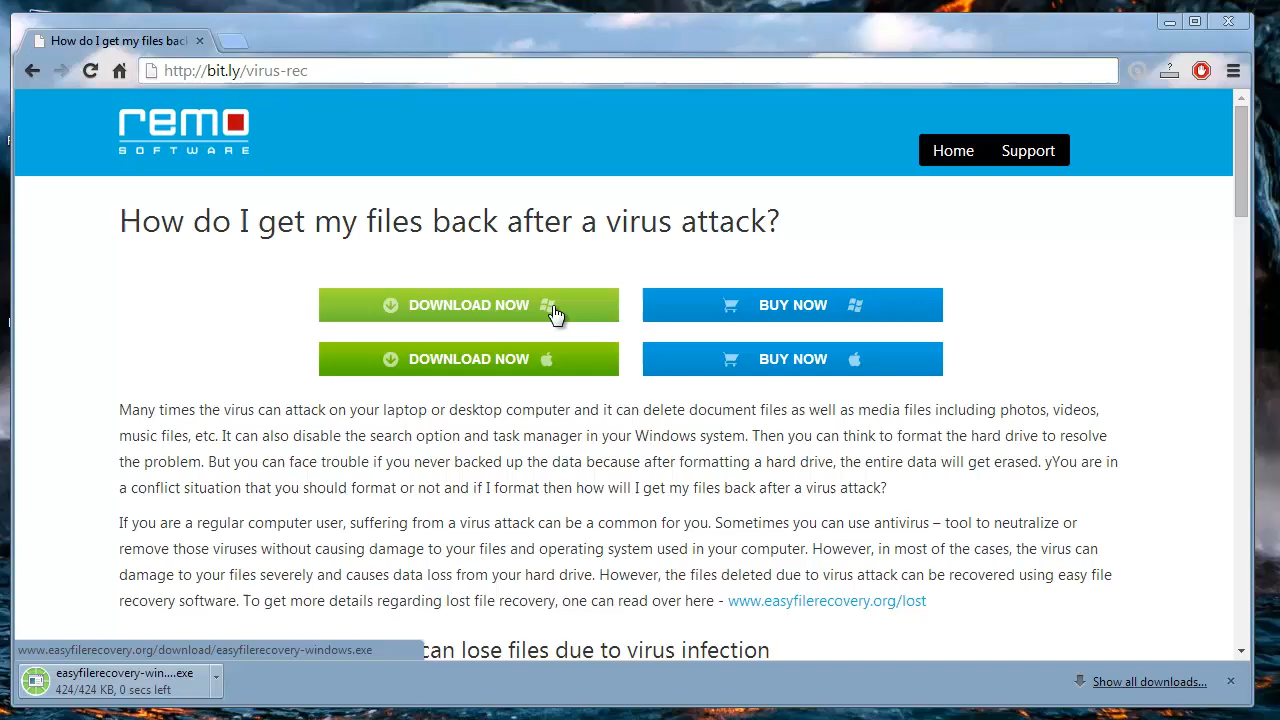 How do I get my files bac
http://bit.ly/virus-rec
remo
SOFTWARE
Home Support
How do I get my files back after a virus attack?
DOWNLOAD NOW BUY NOW
DOWNLOAD NOW BUY NOW
Many times the virus can attack on your laptop or desktop computer and it can delete document files as well as media files including photos, videos,
music files, etc. It can also disable the search option and task manager in your Windows system. Then you can think to format the hard drive to resolve
the problem. But you can face trouble if you never backed up the data because after formatting a hard drive, the entire data will get erased. yYou are in
a conflict situation that you should format or not and if I format then how will I get my files back after a virus attack?
If you are a regular computer user, suffering from a virus attack can be a common for you. Sometimes you can use antivirus – tool to neutralize or
remove those viruses without causing damage to your files and operating system used in your computer. However, in most of the cases, the virus can
damage to your files severely and causes data loss from your hard drive. However, the files deleted due to virus attack can be recovered using easy file
recovery software. To get more details regarding lost file recovery, one can read over here - www.easyfilerecovery.org/lost
can lose files due to virus infection
www.easyfilerecovery.org/download/easyfilerecovery-windows.exe
easyfilerecovery-win....exe
424/424 KB, 0 secs left
Show all downloads...